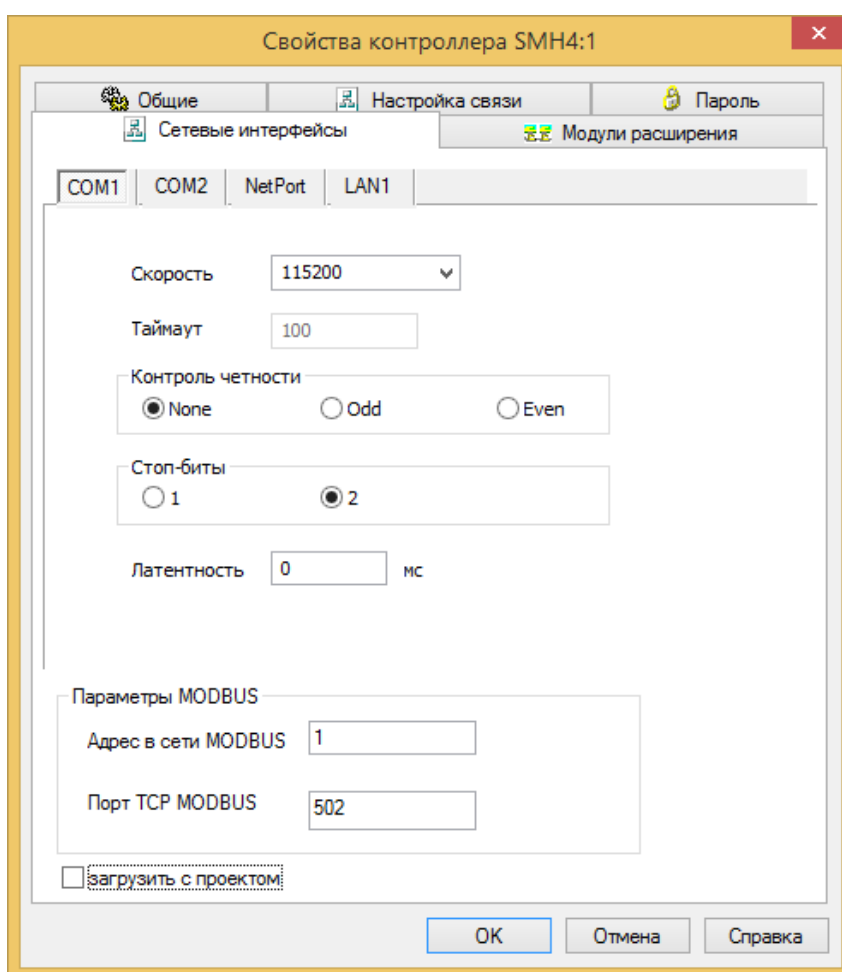 Свойства контроллера SMH4:1
Общие
Настройка связи
Пароль
Сетевые интерфейсы
Модули расширения
COM1
COM2
NetPort
LAN1
Скорость 115200
Таймаут 100
Контроль четности
None Odd Even
Стоп-биты
1 2
Латентность 0 мс
Параметры MODBUS
Адрес в сети MODBUS 1
Порт TCP MODBUS 502
загрузить с проектом
OK
Отмена
Справка